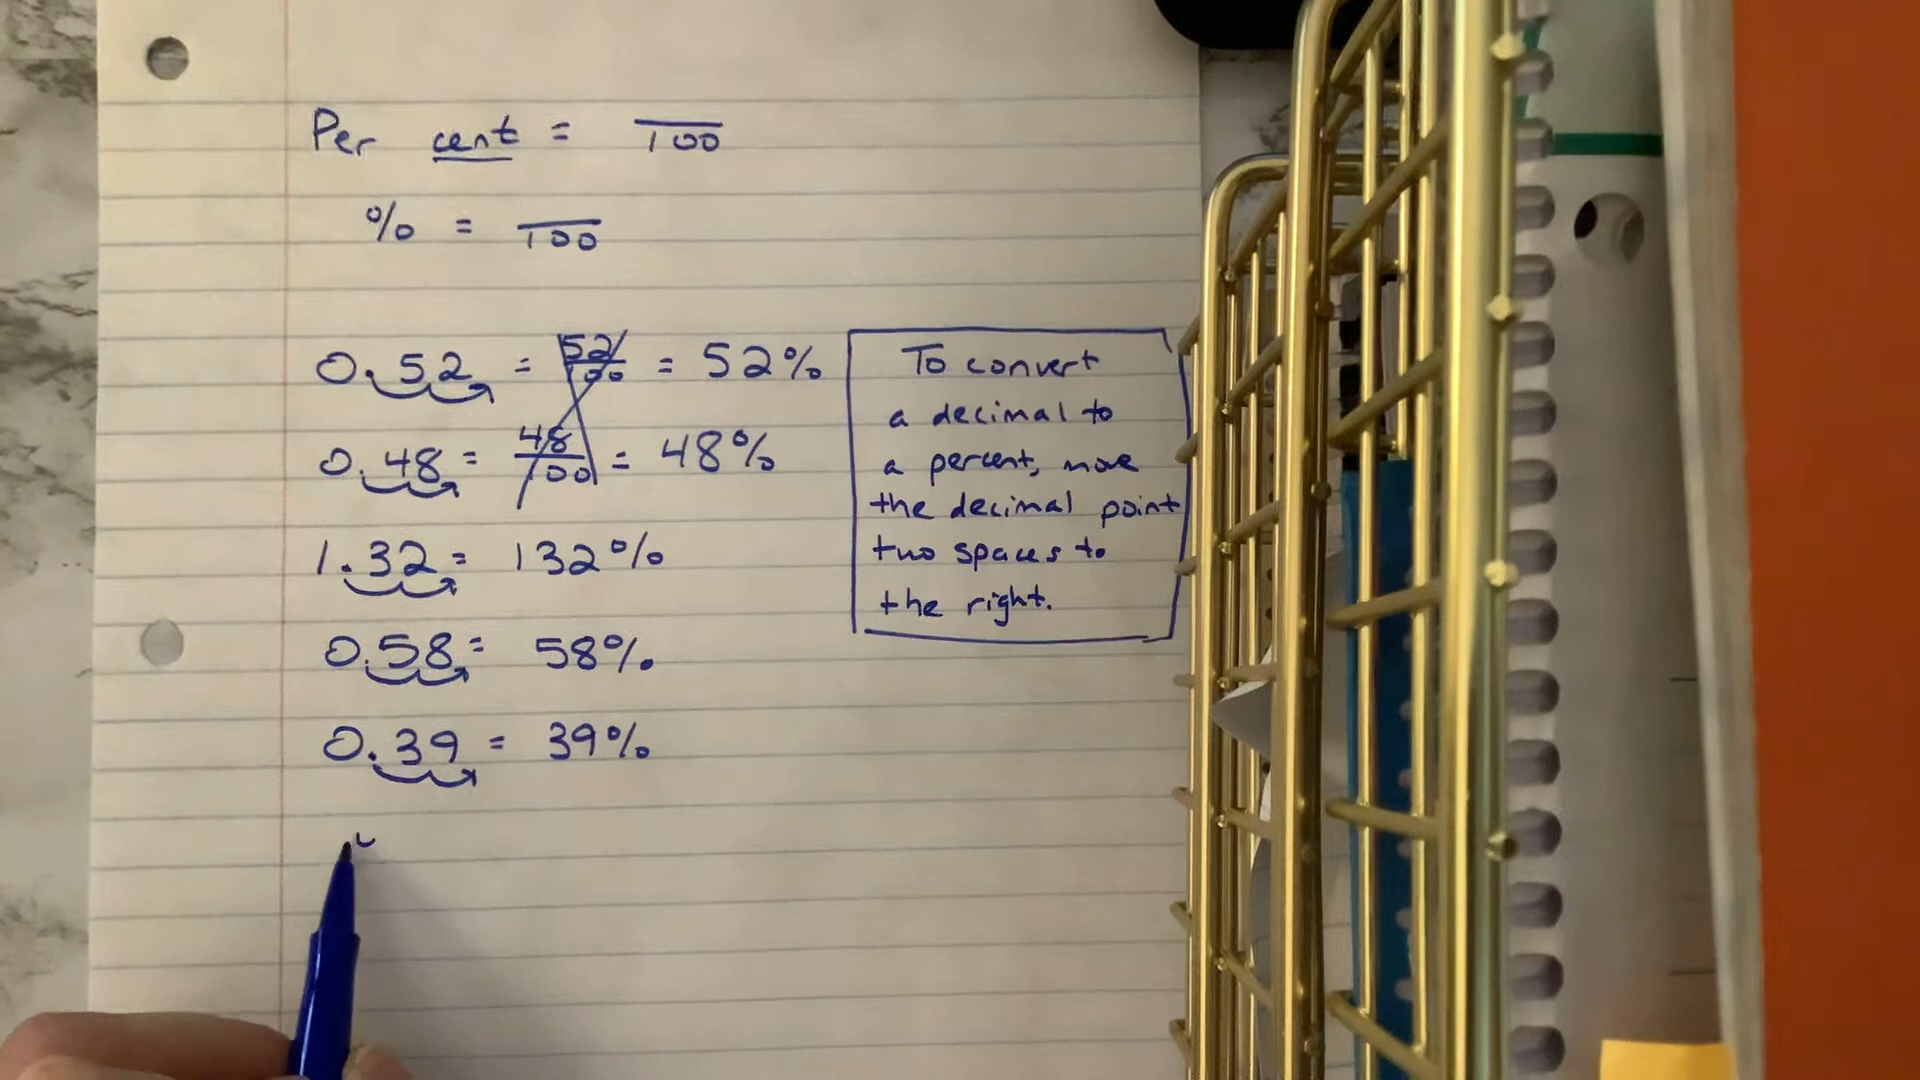 Per cent = /100
% = /100
0.52 = 52/100 = 52%
0.48 = 48/100 = 48%
1.32 = 132%
0.58 = 58%
0.39 = 39%
To convert
a decimal to
a percent, move
the decimal point
two spaces to
the right.